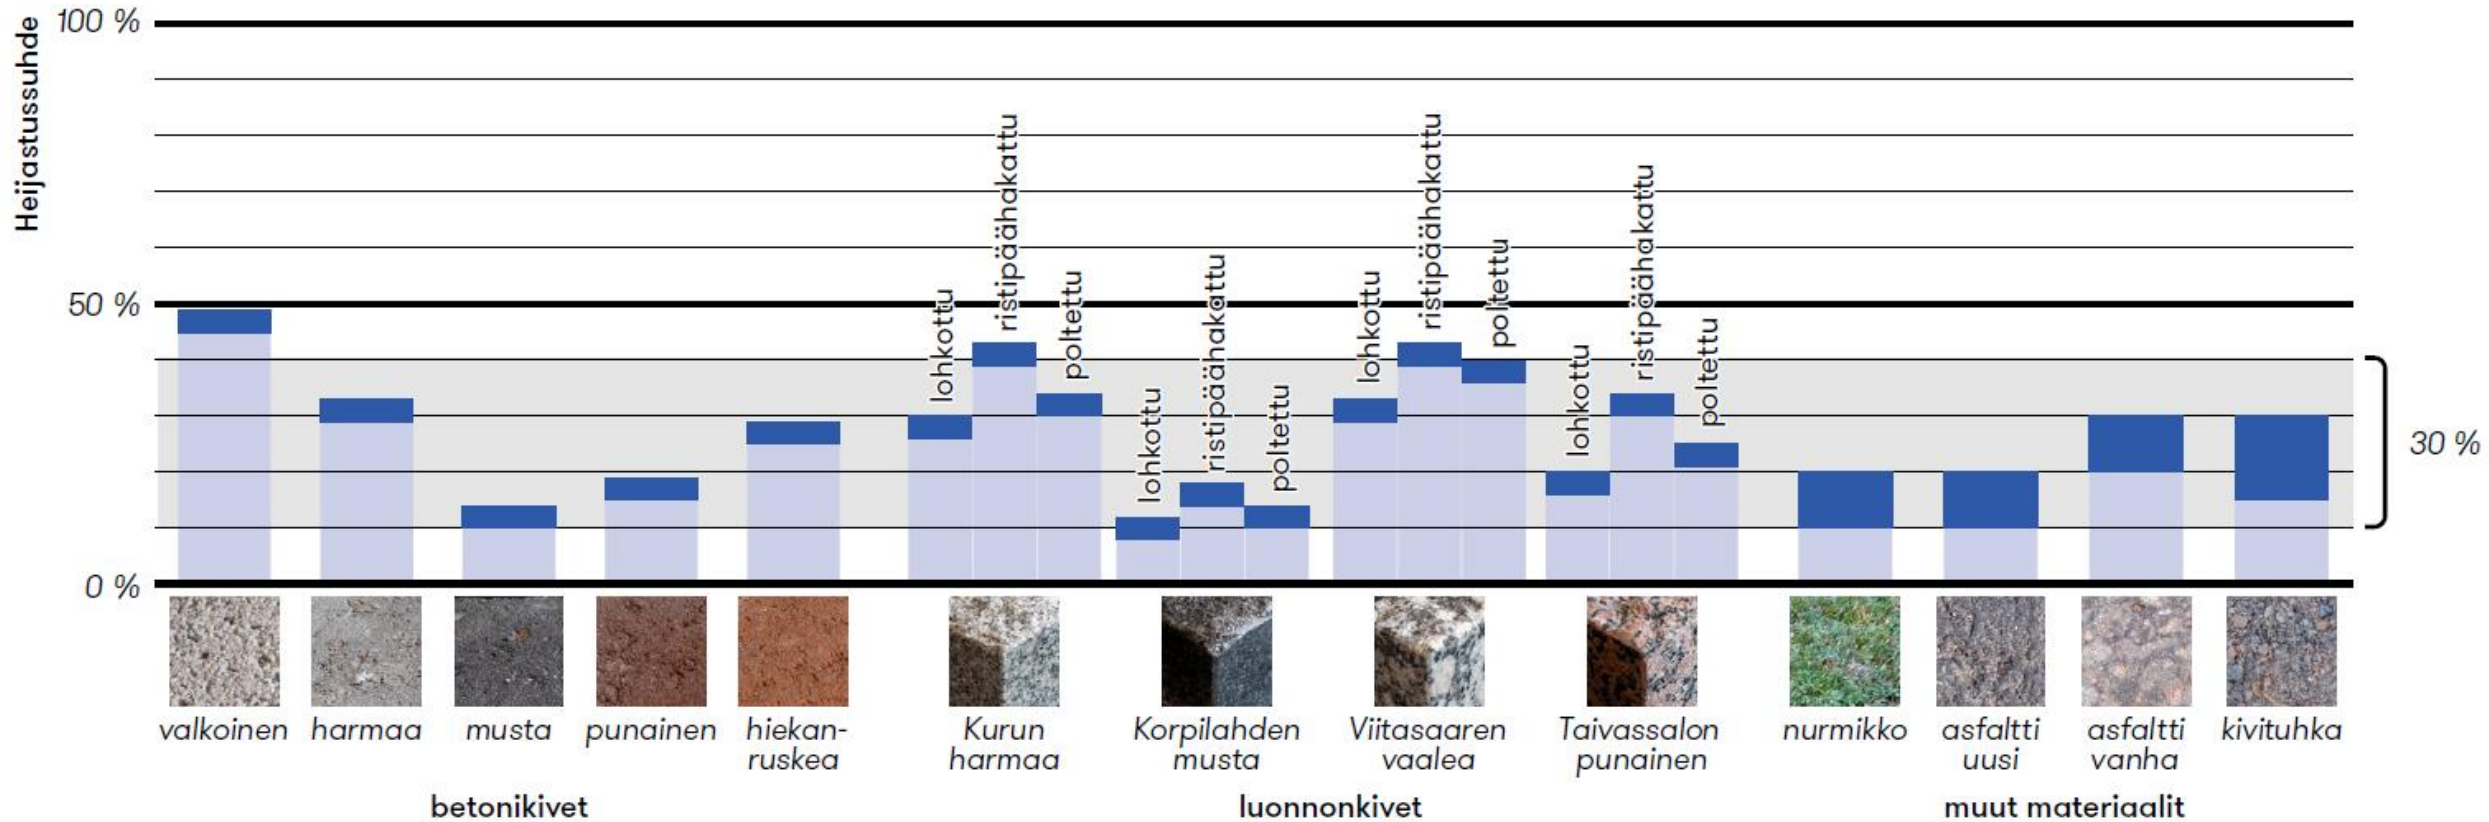 Heijastussuhde
100 %
50 %
0 %
lohkottu
ristipäähakattu
poltettu
lohkottu
ristipäähakattu
poltettu
lohkottu
ristipäähakattu
poltettu
lohkottu
ristipäähakattu
poltettu
30 %
valkoinen
harmaa
musta
punainen
hiekan-
ruskea
Kurun
harmaa
Korpilahden
musta
Viitasaaren
vaalea
Taivassalon
punainen
nurmikko
asfaltti
uusi
asfaltti
vanha
kivituhka
betonikivet
luonnonkivet
muut materiaalit